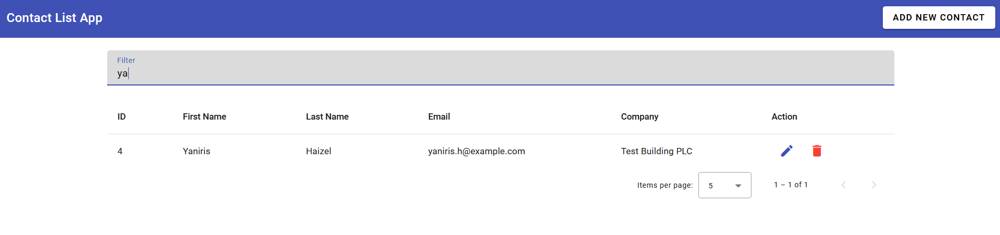 Contact List App
ADD NEW CONTACT
Filter
ya
ID First Name Last Name Email Company Action
4 Yaniris Haizel yaniris.h@example.com Test Building PLC
Items per page: 5 1 – 1 of 1